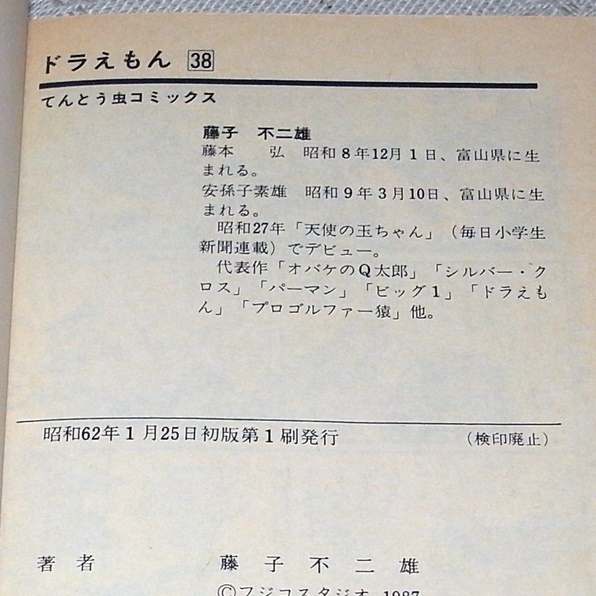 ドラえもん 38
てんとう虫コミックス
藤子 不二雄
藤本 弘 昭和8年12月1日、富山県に生
まれる。
安孫子素雄 昭和9年3月10日、富山県に生
まれる。
昭和27年「天使の玉ちゃん」（毎日小学生
新聞連載）でデビュー。
代表作「オバケのQ太郎」「シルバー・ク
ロス」「パーマン」「ビッグ1」「ドラえも
ん」「プロゴルファー猿」他。
昭和62年1月25日初版第1刷発行 （検印廃止）
著者 藤子不二雄
©フジコスタジオ 1987